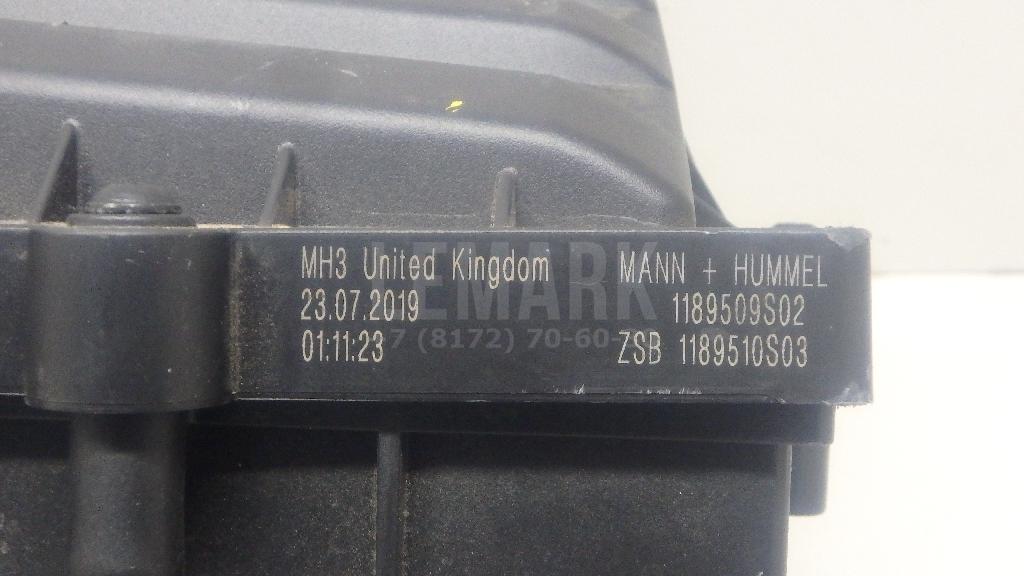 MH3 United Kingdom
23.07.2019
01:11:23
MANN + HUMMEL
1189509S02
ZSB 1189510S03
LEMARK
7 (8172) 70-60-